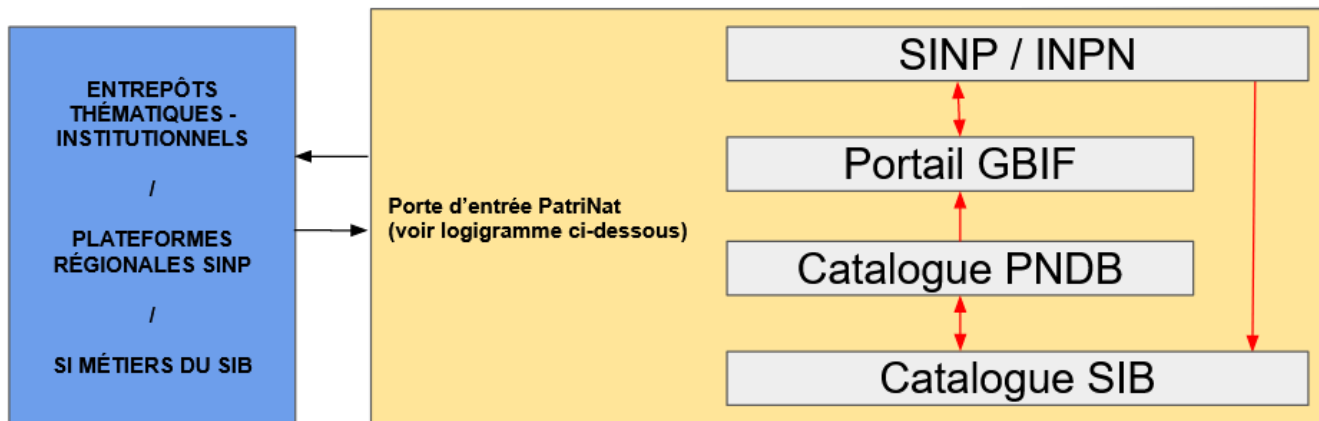 ENTREPÔTS
THÉMATIQUES -
INSTITUTIONNELS
/
PLATEFORMES
RÉGIONALES SINP
/
SI MÉTIERS DU SIB
Porte d'entrée PatriNat
(voir logigramme ci-dessous)
SINP / INPN
Portail GBIF
Catalogue PNDB
Catalogue SIB